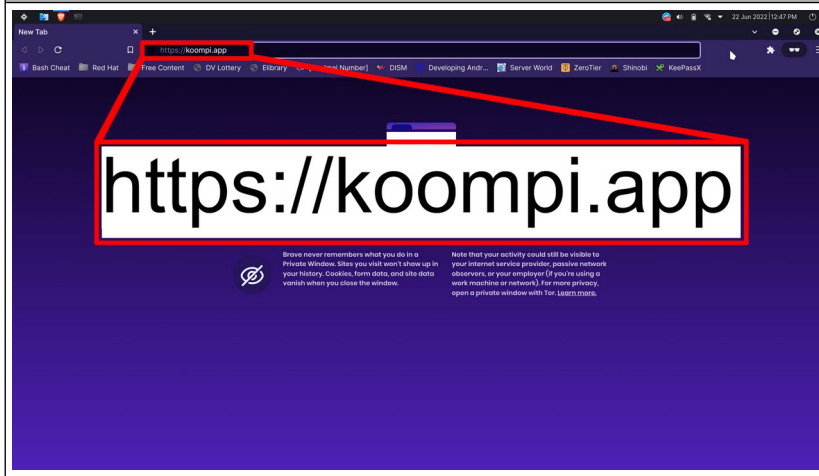 22 Jun 2022|12:47 PM
New Tab
https://koompi.app
Bash Cheat Red Hat Free Content DV Lottery Elibrary Number] DISM Developing Andr... Server World ZeroTier Shinobi KeePassX
https://koompi.app
Brave never remembers what you do in a
Private Window. Sites you visit won't show up in
your history. Cookies, form data, and site data
vanish when you close the window.
Note that your activity could still be visible to
your internet service provider, passive network
observers, or your employer (if you're using a
work machine or network). For more privacy,
open a private window with Tor. Learn more.